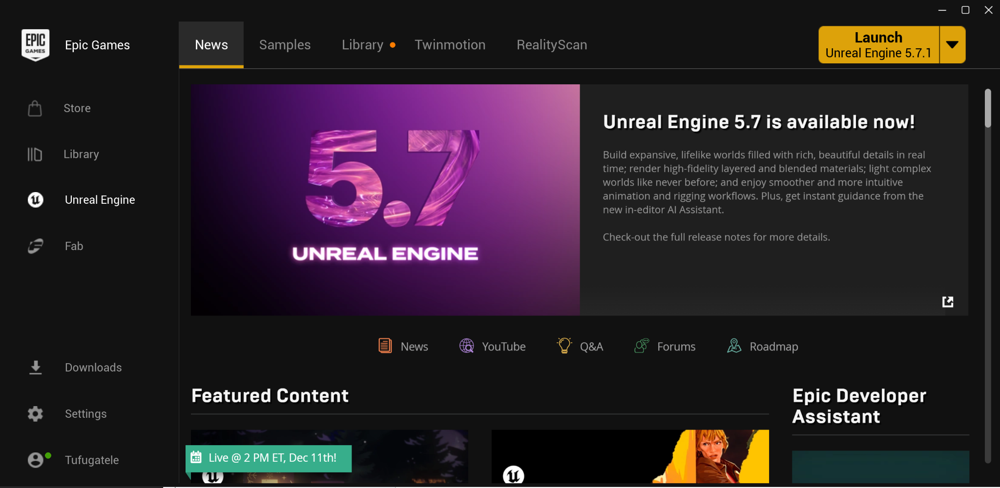 EPIC
GAMES
Epic Games
News
Samples
Library
Twinmotion
RealityScan
Launch
Unreal Engine 5.7.1
Store
Library
Unreal Engine
Fab
Downloads
Settings
Tufugatele
5.7
UNREAL ENGINE
Unreal Engine 5.7 is available now!
Build expansive, lifelike worlds filled with rich, beautiful details in real
time; render high-fidelity layered and blended materials; light complex
worlds like never before; and enjoy smoother and more intuitive
animation and rigging workflows. Plus, get instant guidance from the
new in-editor AI Assistant.
Check-out the full release notes for more details.
News
YouTube
Q&A
Forums
Roadmap
Featured Content
Live @ 2 PM ET, Dec 11th!
Epic Developer
Assistant